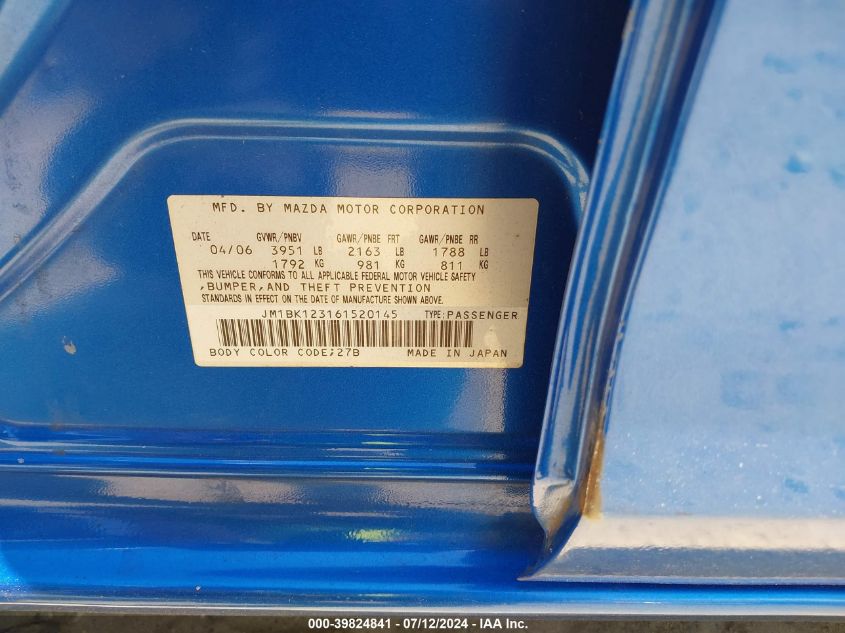 MFD. BY MAZDA MOTOR CORPORATION
DATE GVWR/PNBV GAWR/PNBE FRT GAWR/PNBE RR
04/06 3951 LB 2163 LB 1788 LB
1792 KG 981 KG 811 KG
THIS VEHICLE CONFORMS TO ALL APPLICABLE FEDERAL MOTOR VEHICLE SAFETY
,BUMPER,AND THEFT PREVENTION
STANDARDS IN EFFECT ON THE DATE OF MANUFACTURE SHOWN ABOVE.
JM1BK123161520145 TYPE:PASSENGER
BODY COLOR CODE;27B MADE IN JAPAN
000-39824841 - 07/12/2024 - IAA Inc.